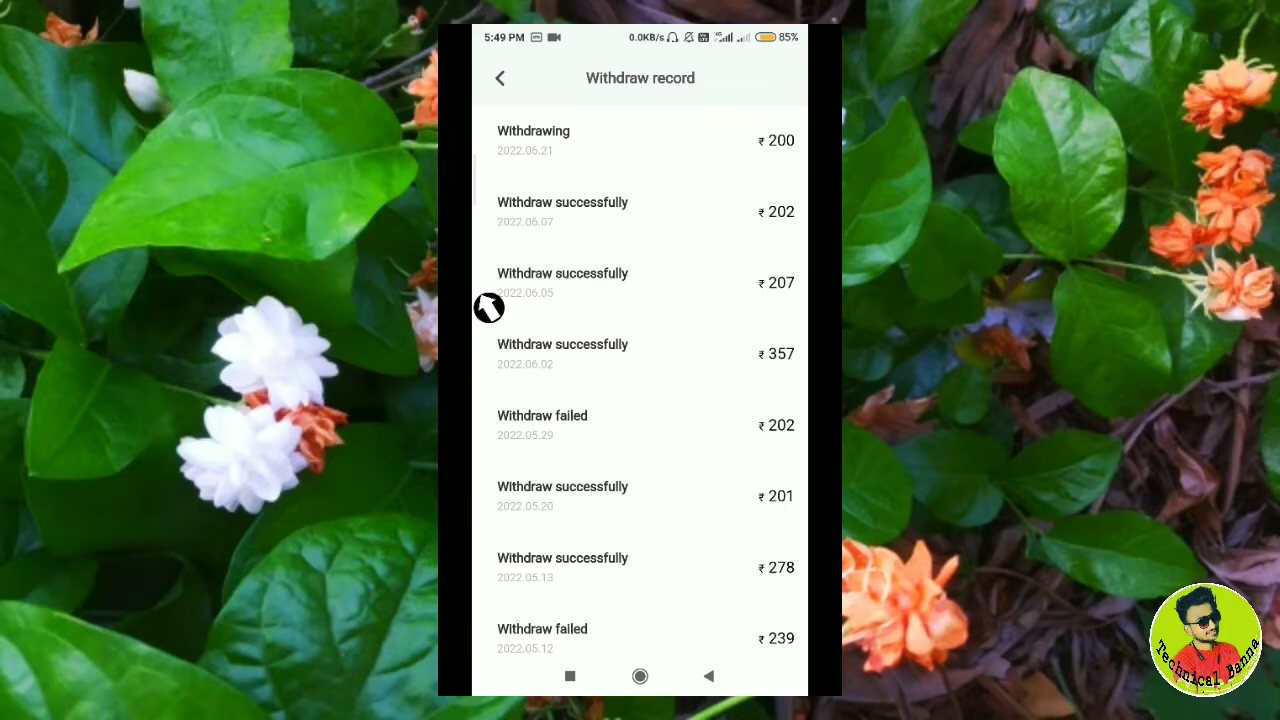 5:49 PM
0.0KB/s
85%
Withdraw record
Withdrawing
2022.06.21
₹ 200
Withdraw successfully
2022.06.07
₹ 202
Withdraw successfully
2022.06.05
₹ 207
Withdraw successfully
2022.06.02
₹ 357
Withdraw failed
2022.05.29
₹ 202
Withdraw successfully
2022.05.20
₹ 201
Withdraw successfully
2022.05.13
₹ 278
Withdraw failed
2022.05.12
₹ 239
Technical Banna